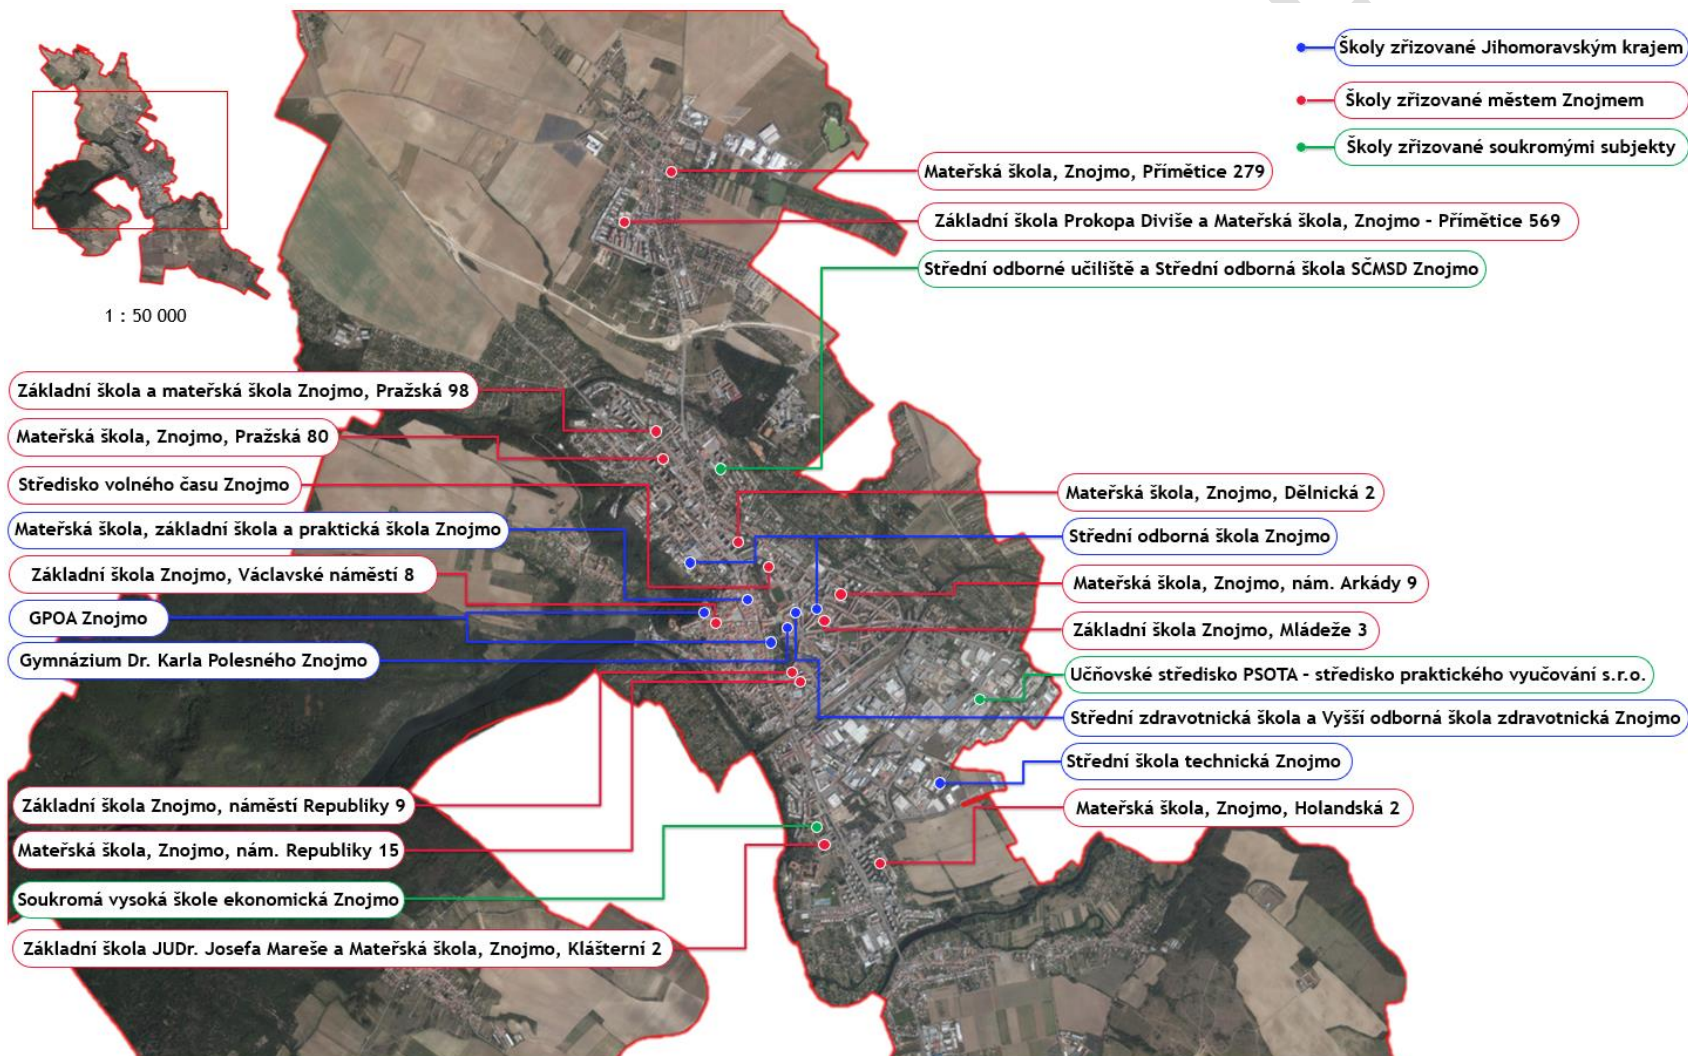 Školy zřizované Jihomoravským krajem
Školy zřizované městem Znojmem
Školy zřizované soukromými subjekty
Mateřská škola, Znojmo, Přímětice 279
Základní škola Prokopa Diviše a Mateřská škola, Znojmo - Přímětice 569
Střední odborné učiliště a Střední odborná škola SČMSD Znojmo
1 : 50 000
Základní škola a mateřská škola Znojmo, Pražská 98
Mateřská škola, Znojmo, Pražská 80
Středisko volného času Znojmo
Mateřská škola, základní škola a praktická škola Znojmo
Základní škola Znojmo, Václavské náměstí 8
GPOA Znojmo
Gymnázium Dr. Karla Polesného Znojmo
Mateřská škola, Znojmo, Dělnická 2
Střední odborná škola Znojmo
Mateřská škola, Znojmo, nám. Arkády 9
Základní škola Znojmo, Mládeže 3
Učňovské středisko PSOTA - středisko praktického vyučování s.r.o.
Střední zdravotnická škola a Vyšší odborná škola zdravotnická Znojmo
Střední škola technická Znojmo
Mateřská škola, Znojmo, Holandská 2
Základní škola Znojmo, náměstí Republiky 9
Mateřská škola, Znojmo, nám. Republiky 15
Soukromá vysoká škole ekonomická Znojmo
Základní škola JUDr. Josefa Mareše a Mateřská škola, Znojmo, Klášterní 2